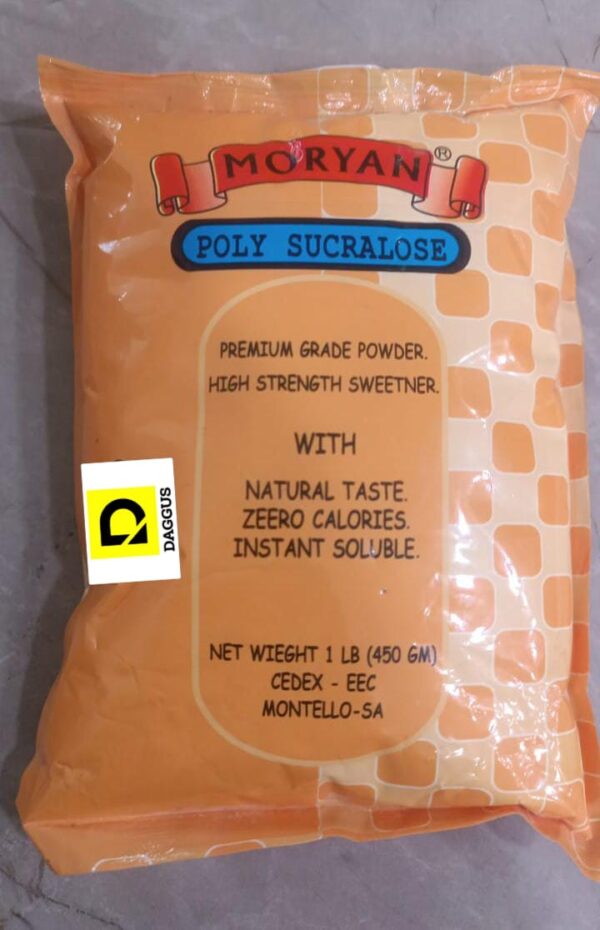 MORYAN®
POLY SUCRALOSE
PREMIUM GRADE POWDER.
HIGH STRENGTH SWEETNER.
WITH
NATURAL TASTE.
ZEERO CALORIES.
INSTANT SOLUBLE.
DAGGUS
NET WIEGHT 1 LB (450 GM)
CEDEX - EEC
MONTELLO-SA